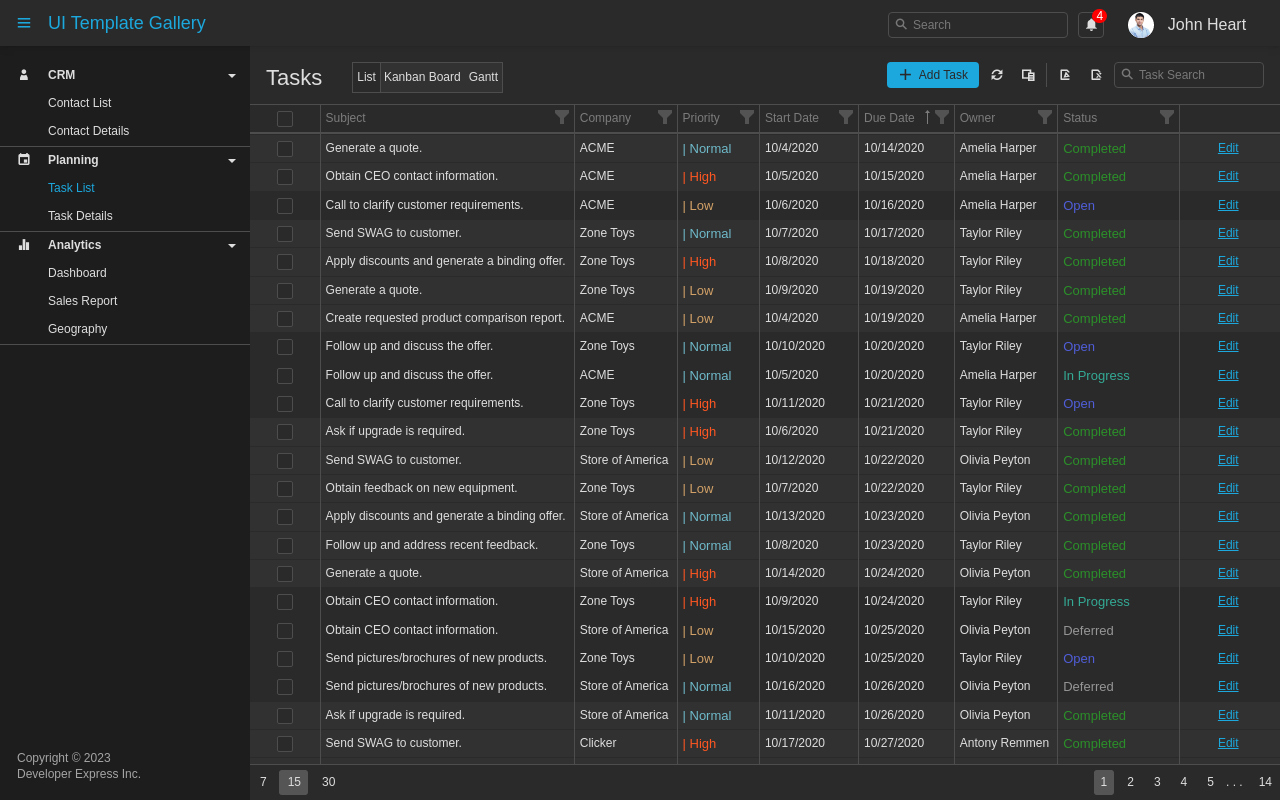 UI Template Gallery
Search
4
John Heart
CRM
Contact List
Contact Details
Planning
Task List
Task Details
Analytics
Dashboard
Sales Report
Geography
Copyright © 2023
Developer Express Inc.
Tasks List Kanban Board Gantt Add Task Task Search
Subject Company Priority Start Date Due Date Owner Status
Generate a quote. ACME | Normal 10/4/2020 10/14/2020 Amelia Harper Completed Edit
Obtain CEO contact information. ACME | High 10/5/2020 10/15/2020 Amelia Harper Completed Edit
Call to clarify customer requirements. ACME | Low 10/6/2020 10/16/2020 Amelia Harper Open Edit
Send SWAG to customer. Zone Toys | Normal 10/7/2020 10/17/2020 Taylor Riley Completed Edit
Apply discounts and generate a binding offer. Zone Toys | High 10/8/2020 10/18/2020 Taylor Riley Completed Edit
Generate a quote. Zone Toys | Low 10/9/2020 10/19/2020 Taylor Riley Completed Edit
Create requested product comparison report. ACME | Low 10/4/2020 10/19/2020 Amelia Harper Completed Edit
Follow up and discuss the offer. Zone Toys | Normal 10/10/2020 10/20/2020 Taylor Riley Open Edit
Follow up and discuss the offer. ACME | Normal 10/5/2020 10/20/2020 Amelia Harper In Progress Edit
Call to clarify customer requirements. Zone Toys | High 10/11/2020 10/21/2020 Taylor Riley Open Edit
Ask if upgrade is required. Zone Toys | High 10/6/2020 10/21/2020 Taylor Riley Completed Edit
Send SWAG to customer. Store of America | Low 10/12/2020 10/22/2020 Olivia Peyton Completed Edit
Obtain feedback on new equipment. Zone Toys | Low 10/7/2020 10/22/2020 Taylor Riley Completed Edit
Apply discounts and generate a binding offer. Store of America | Normal 10/13/2020 10/23/2020 Olivia Peyton Completed Edit
Follow up and address recent feedback. Zone Toys | Normal 10/8/2020 10/23/2020 Taylor Riley Completed Edit
Generate a quote. Store of America | High 10/14/2020 10/24/2020 Olivia Peyton Completed Edit
Obtain CEO contact information. Zone Toys | High 10/9/2020 10/24/2020 Taylor Riley In Progress Edit
Obtain CEO contact information. Store of America | Low 10/15/2020 10/25/2020 Olivia Peyton Deferred Edit
Send pictures/brochures of new products. Zone Toys | Low 10/10/2020 10/25/2020 Taylor Riley Open Edit
Send pictures/brochures of new products. Store of America | Normal 10/16/2020 10/26/2020 Olivia Peyton Deferred Edit
Ask if upgrade is required. Store of America | Normal 10/11/2020 10/26/2020 Olivia Peyton Completed Edit
Send SWAG to customer. Clicker | High 10/17/2020 10/27/2020 Antony Remmen Completed Edit
7 15 30 1 2 3 4 5 . . . 14